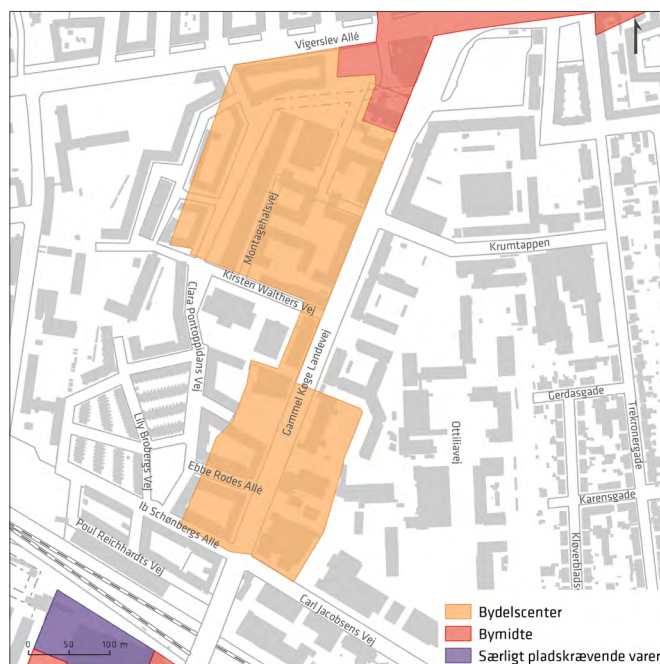 Vigerslev Allé
Montagehalsvej
Krumtappen
Kirsten Walthers Vej
Clara Pontoppidans Vej
Gammel Køge Landevej
Gerdasgade
Trekronergade
Lily Brobergs Vej
Ottiliavej
Ebbe Rodes Allé
Karensgade
Ib Schønbergs Allé
Poul Reichhardts Vej
Kløverblads
Carl Jacobsens Vej
Bydelscenter
Bymidte
Særligt pladskrævende varer
0 50 100 m